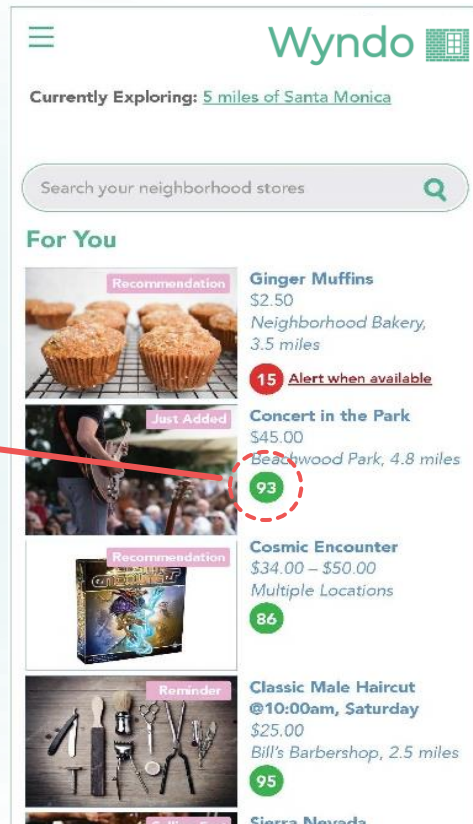 Wyndo
Currently Exploring: 5 miles of Santa Monica
Search your neighborhood stores
For You
Recommendation
Ginger Muffins
$2.50
Neighborhood Bakery,
3.5 miles
15 Alert when available
Just Added
Concert in the Park
$45.00
Beachwood Park, 4.8 miles
93
Recommendation
Cosmic Encounter
$34.00 – $50.00
Multiple Locations
86
Reminder
Classic Male Haircut
@10:00am, Saturday
$25.00
Bill's Barbershop, 2.5 miles
95
Sierra Nevada